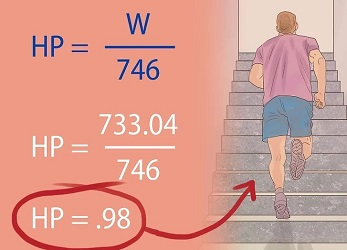 HP = W
746
HP = 733.04
746
HP = .98